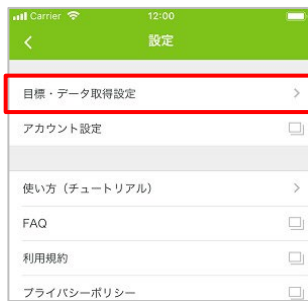 Carrier 12:00
設定
目標・データ取得設定
アカウント設定
使い方（チュートリアル）
FAQ
利用規約
プライバシーポリシー